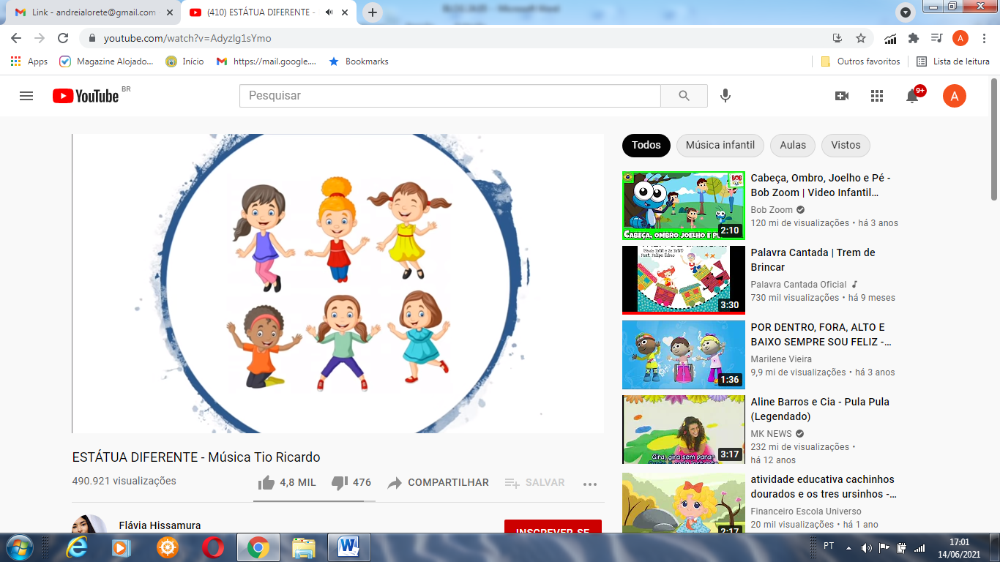 Link - andreialorete@gmail.com
(410) ESTÁTUA DIFERENTE -
youtube.com/watch?v=AdyzIg1sYmo
A
Apps
Magazine Alojado...
Início
https://mail.google....
Bookmarks
Outros favoritos
Lista de leitura
YouTube BR
Pesquisar
9+
A
Todos
Música infantil
Aulas
Vistos
BOB ZOOM
CABEÇA, OMBRO JOELHO E P
2:10
Cabeça, Ombro, Joelho e Pé -
Bob Zoom | Video Infantil...
Bob Zoom
120 mi de visualizações • há 3 anos
3:30
Palavra Cantada | Trem de
Brincar
Palavra Cantada Oficial
730 mil visualizações • há 9 meses
1:36
POR DENTRO, FORA, ALTO E
BAIXO SEMPRE SOU FELIZ -...
Marilene Vieira
9,9 mi de visualizações • há 3 anos
Gira, gira sem parar
3:17
Aline Barros e Cia - Pula Pula
(Legendado)
MK NEWS
232 mi de visualizações •
há 12 anos
2:17
atividade educativa cachinhos
dourados e os tres ursinhos -...
Financeiro Escola Universo
20 mil visualizações • há 1 ano
ESTÁTUA DIFERENTE - Música Tio Ricardo
490.921 visualizações
4,8 MIL
476
COMPARTILHAR
SALVAR
Flávia Hissamura
INSCREVER-SE
PT
17:01
14/06/2021